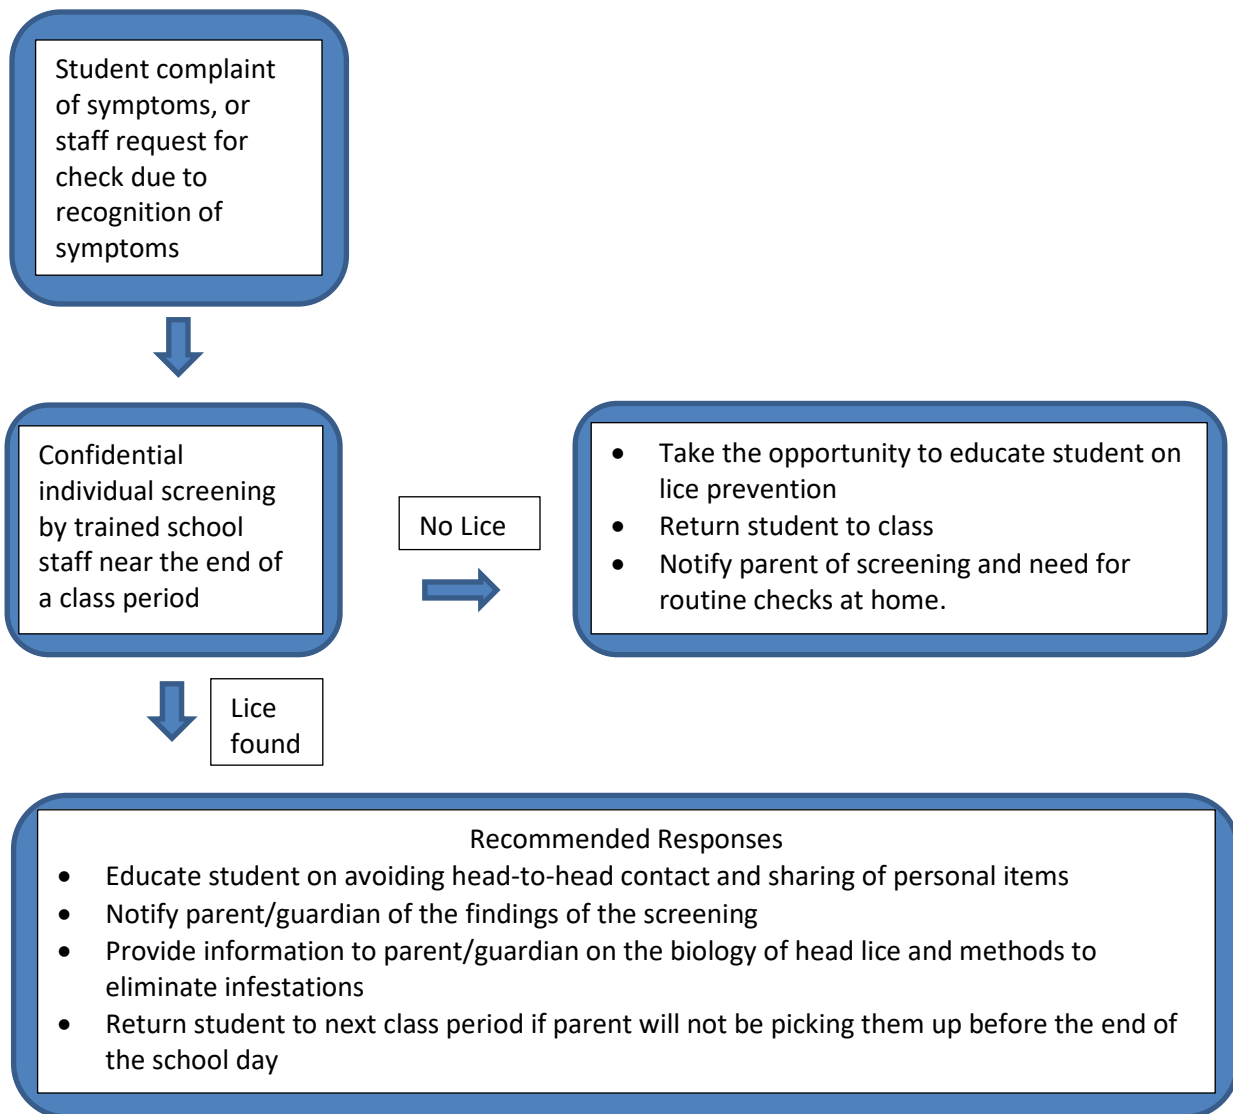 Student complaint
of symptoms, or
staff request for
check due to
recognition of
symptoms
Confidential
individual screening
by trained school
staff near the end of
a class period
No Lice
• Take the opportunity to educate student on
lice prevention
• Return student to class
• Notify parent of screening and need for
routine checks at home.
Lice
found
Recommended Responses
• Educate student on avoiding head-to-head contact and sharing of personal items
• Notify parent/guardian of the findings of the screening
• Provide information to parent/guardian on the biology of head lice and methods to
eliminate infestations
• Return student to next class period if parent will not be picking them up before the end of
the school day